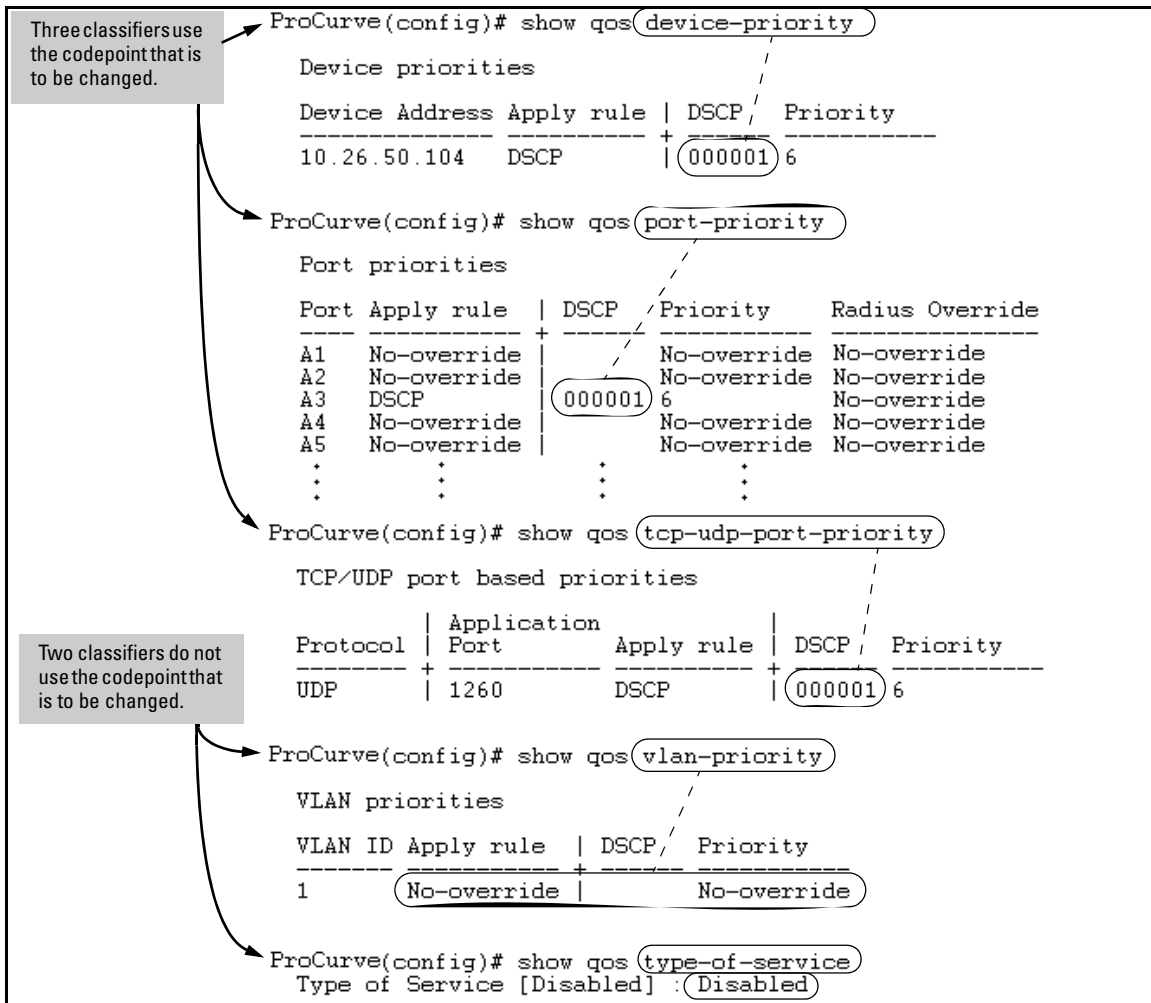 Three classifiers use
the codepoint that is
to be changed.
ProCurve(config)# show qos device-priority
Device priorities
Device Address Apply rule | DSCP Priority
-------------- ---------- + ------ -----------
10.26.50.104 DSCP | 000001 6
ProCurve(config)# show qos port-priority
Port priorities
Port Apply rule | DSCP Priority Radius Override
---- ----------- + ------ ----------- ---------------
A1 No-override | No-override No-override
A2 No-override | No-override No-override
A3 DSCP | 000001 6 No-override
A4 No-override | No-override No-override
A5 No-override | No-override No-override
ProCurve(config)# show qos tcp-udp-port-priority
TCP/UDP port based priorities
| Application |
Protocol | Port Apply rule | DSCP Priority
-------- + ------------ ---------- + ------ -----------
UDP | 1260 DSCP | 000001 6
Two classifiers do not
use the codepoint that
is to be changed.
ProCurve(config)# show qos vlan-priority
VLAN priorities
VLAN ID Apply rule | DSCP Priority
------- ----------- + ------ -----------
1 No-override | No-override
ProCurve(config)# show qos type-of-service
Type of Service [Disabled] : Disabled